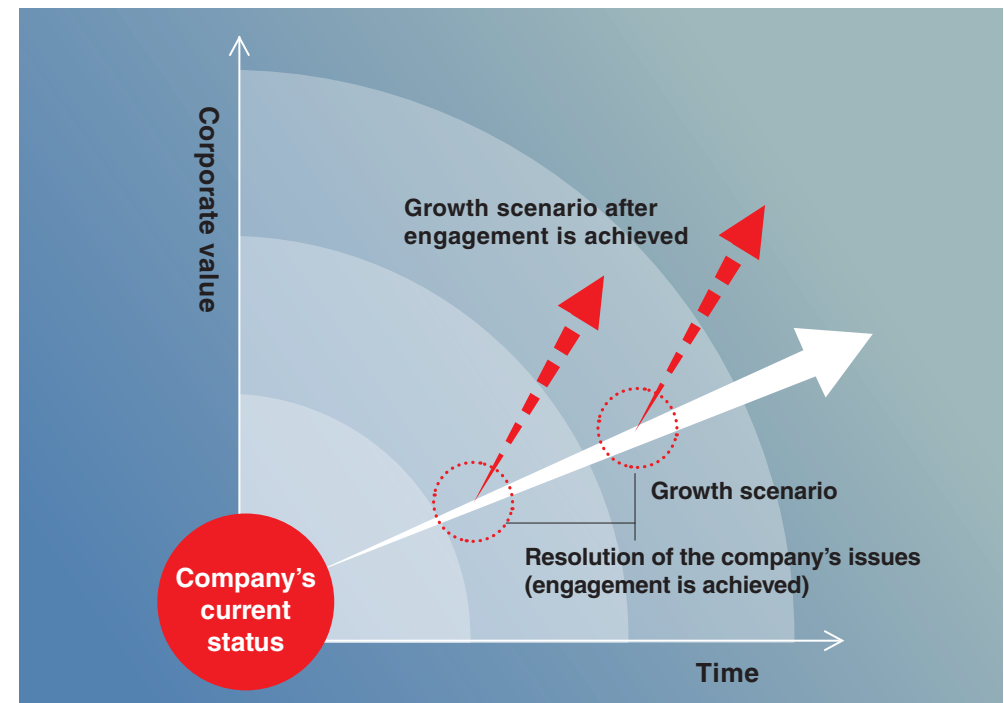 Corporate value
Growth scenario after
engagement is achieved
Growth scenario
Resolution of the company’s issues
(engagement is achieved)
Company’s
current
status
Time